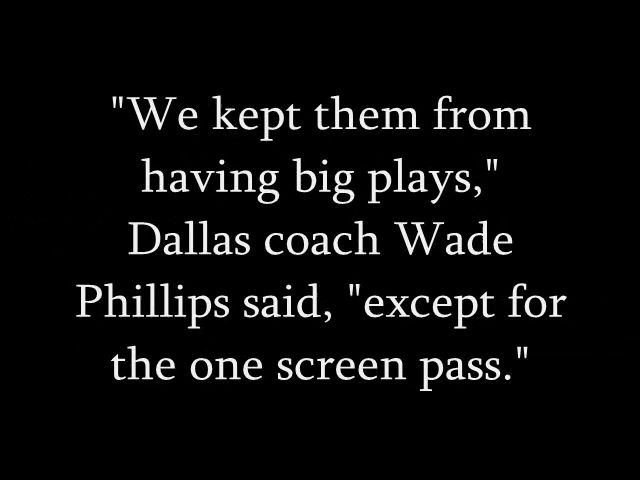 "We kept them from
having big plays,"
Dallas coach Wade
Phillips said, "except for
the one screen pass."